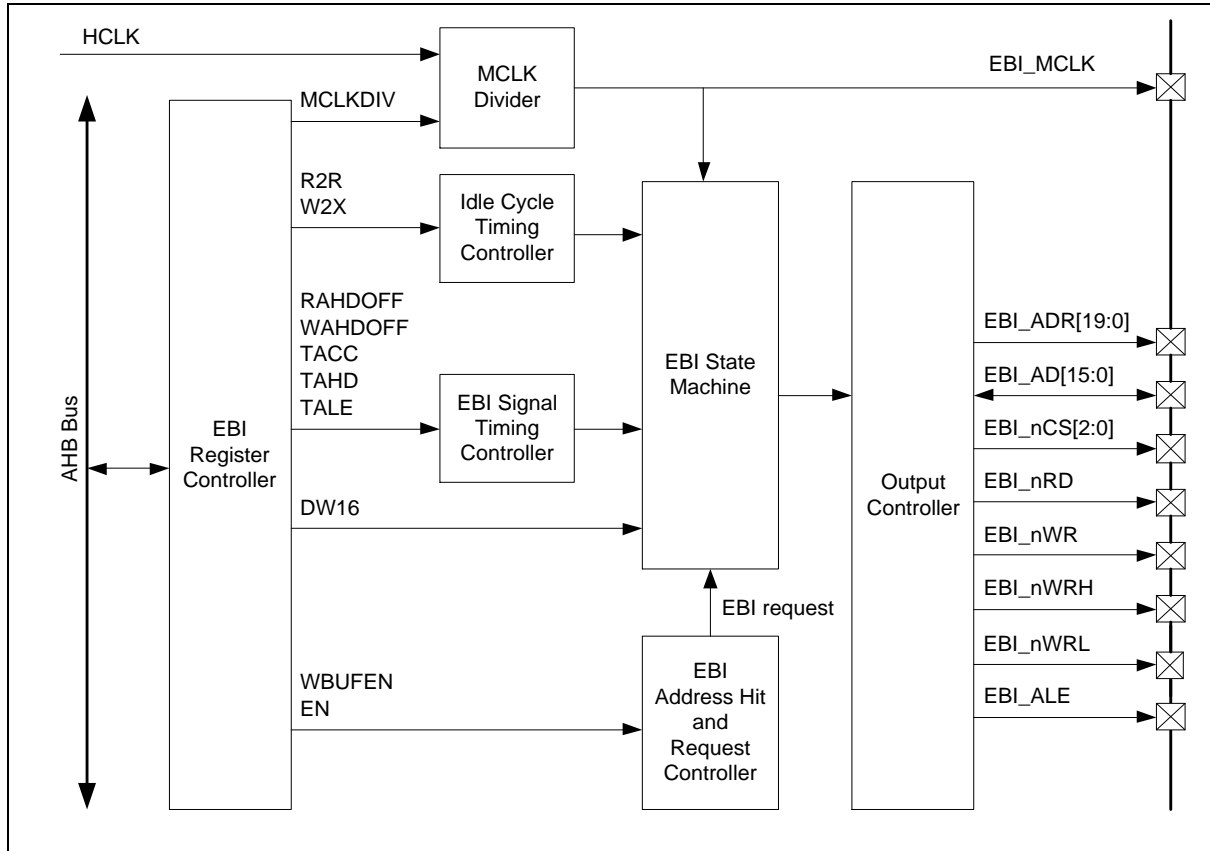 HCLK
MCLK
Divider
EBI_MCLK
MCLKDIV
R2R
W2X
Idle Cycle
Timing
Controller
RAHDOFF
WAHDOFF
TACC
TAHD
TALE
EBI Signal
Timing
Controller
AHB Bus
EBI
Register
Controller
DW16
EBI State
Machine
EBI request
WBUFEN
EN
EBI
Address Hit
and
Request
Controller
Output
Controller
EBI_ADR[19:0]
EBI_AD[15:0]
EBI_nCS[2:0]
EBI_nRD
EBI_nWR
EBI_nWRH
EBI_nWRL
EBI_ALE